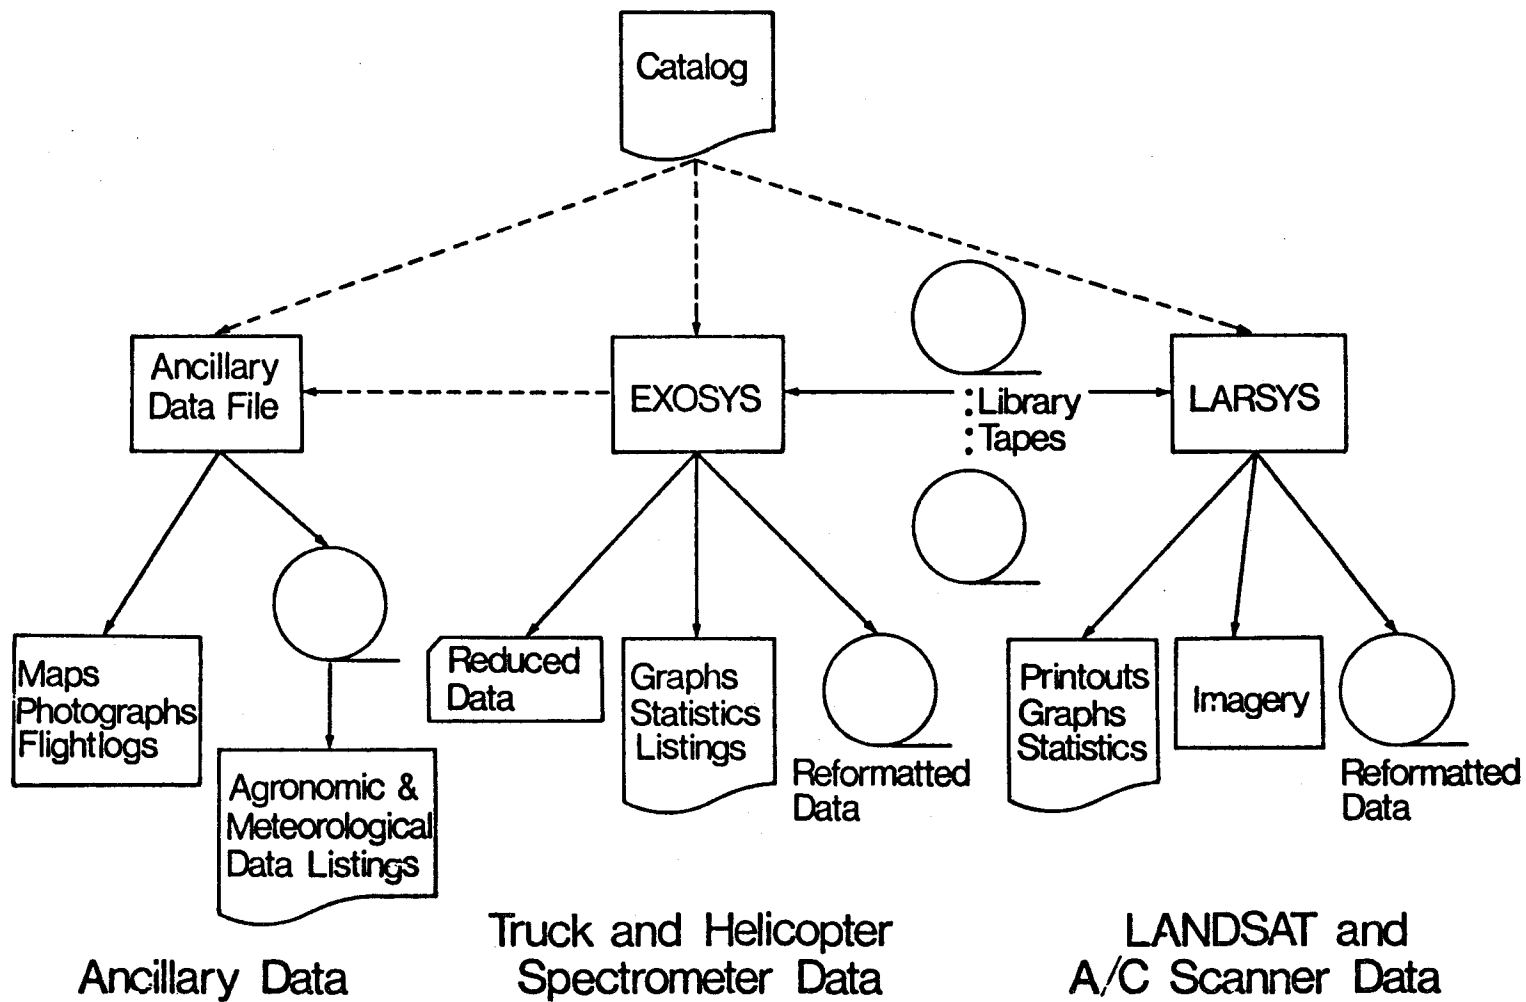 Catalog
Ancillary
Data File
EXOSYS
Library
Tapes
LARSYS
Maps
Photographs
Flightlogs
Agronomic &
Meteorological
Data Listings
Reduced
Data
Graphs
Statistics
Listings
Reformatted
Data
Printouts
Graphs
Statistics
Imagery
Reformatted
Data
Ancillary Data
Truck and Helicopter
Spectrometer Data
LANDSAT and
A/C Scanner Data